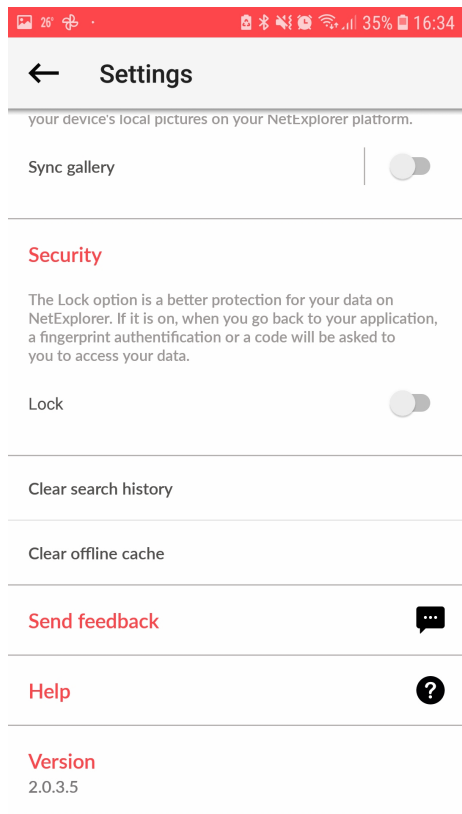 26° 35% 16:34
Settings
your device's local pictures on your NetExplorer platform.
Sync gallery
Security
The Lock option is a better protection for your data on
NetExplorer. If it is on, when you go back to your application,
a fingerprint authentification or a code will be asked to
you to access your data.
Lock
Clear search history
Clear offline cache
Send feedback
Help
Version
2.0.3.5